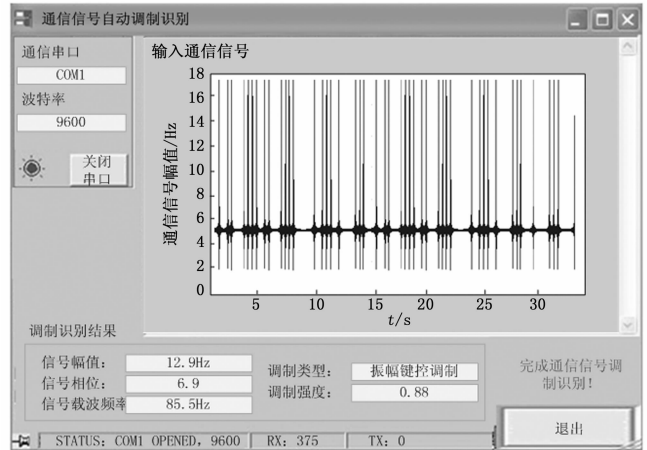 通信信号自动调制识别
通信串口
COM1
波特率
9600
关闭
串口
输入通信信号
通信信号幅值/Hz
18
16
14
12
10
8
6
4
2
0
5 10 15 20 25 30
t/s
调制识别结果
信号幅值: 12.9Hz
信号相位: 6.9
信号载波频率 85.5Hz
调制类型: 振幅键控调制
调制强度: 0.88
完成通信信号调
制识别!
退出
STATUS: COM1 OPENED, 9600 RX: 375 TX: 0